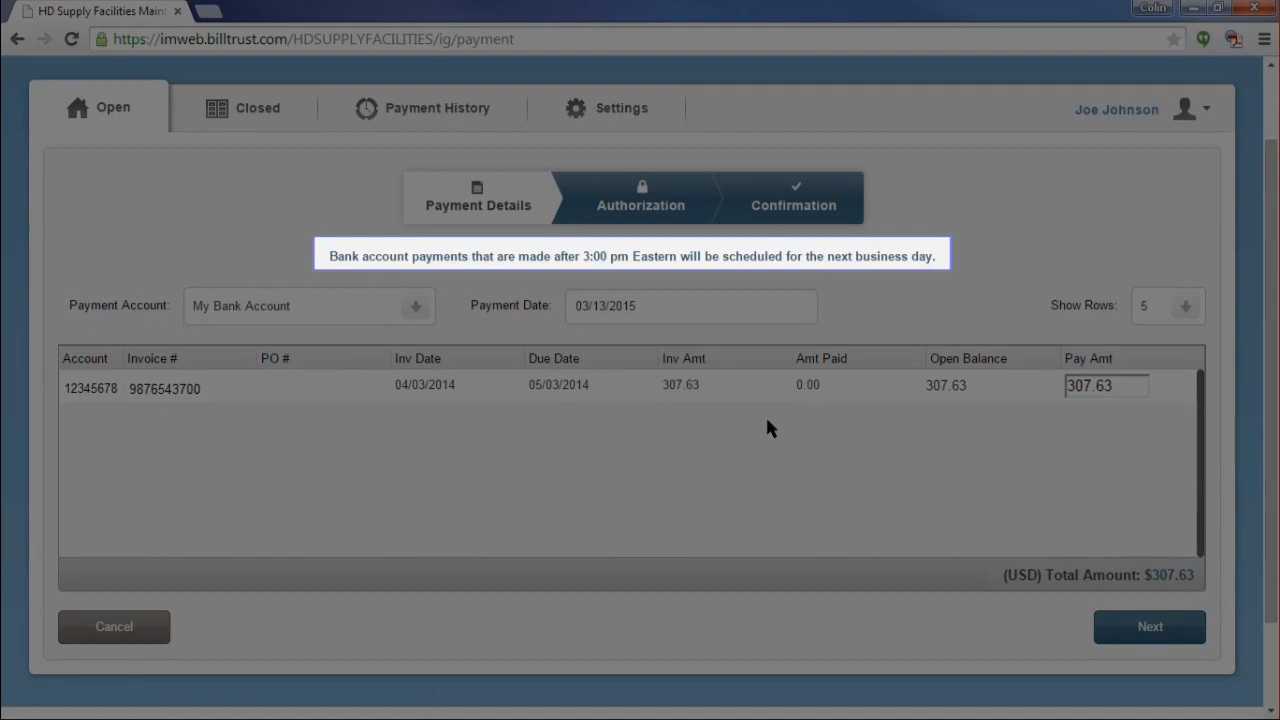 HD Supply Facilities Maint
Colin
https://imweb.billtrust.com/HDSUPPLYFACILITIES/ig/payment
Open Closed Payment History Settings Joe Johnson
Payment Details Authorization Confirmation
Bank account payments that are made after 3:00 pm Eastern will be scheduled for the next business day.
Payment Account: My Bank Account Payment Date: 03/13/2015 Show Rows: 5
Account Invoice # PO # Inv Date Due Date Inv Amt Amt Paid Open Balance Pay Amt
12345678 9876543700 04/03/2014 05/03/2014 307.63 0.00 307.63 307.63
(USD) Total Amount: $307.63
Cancel Next